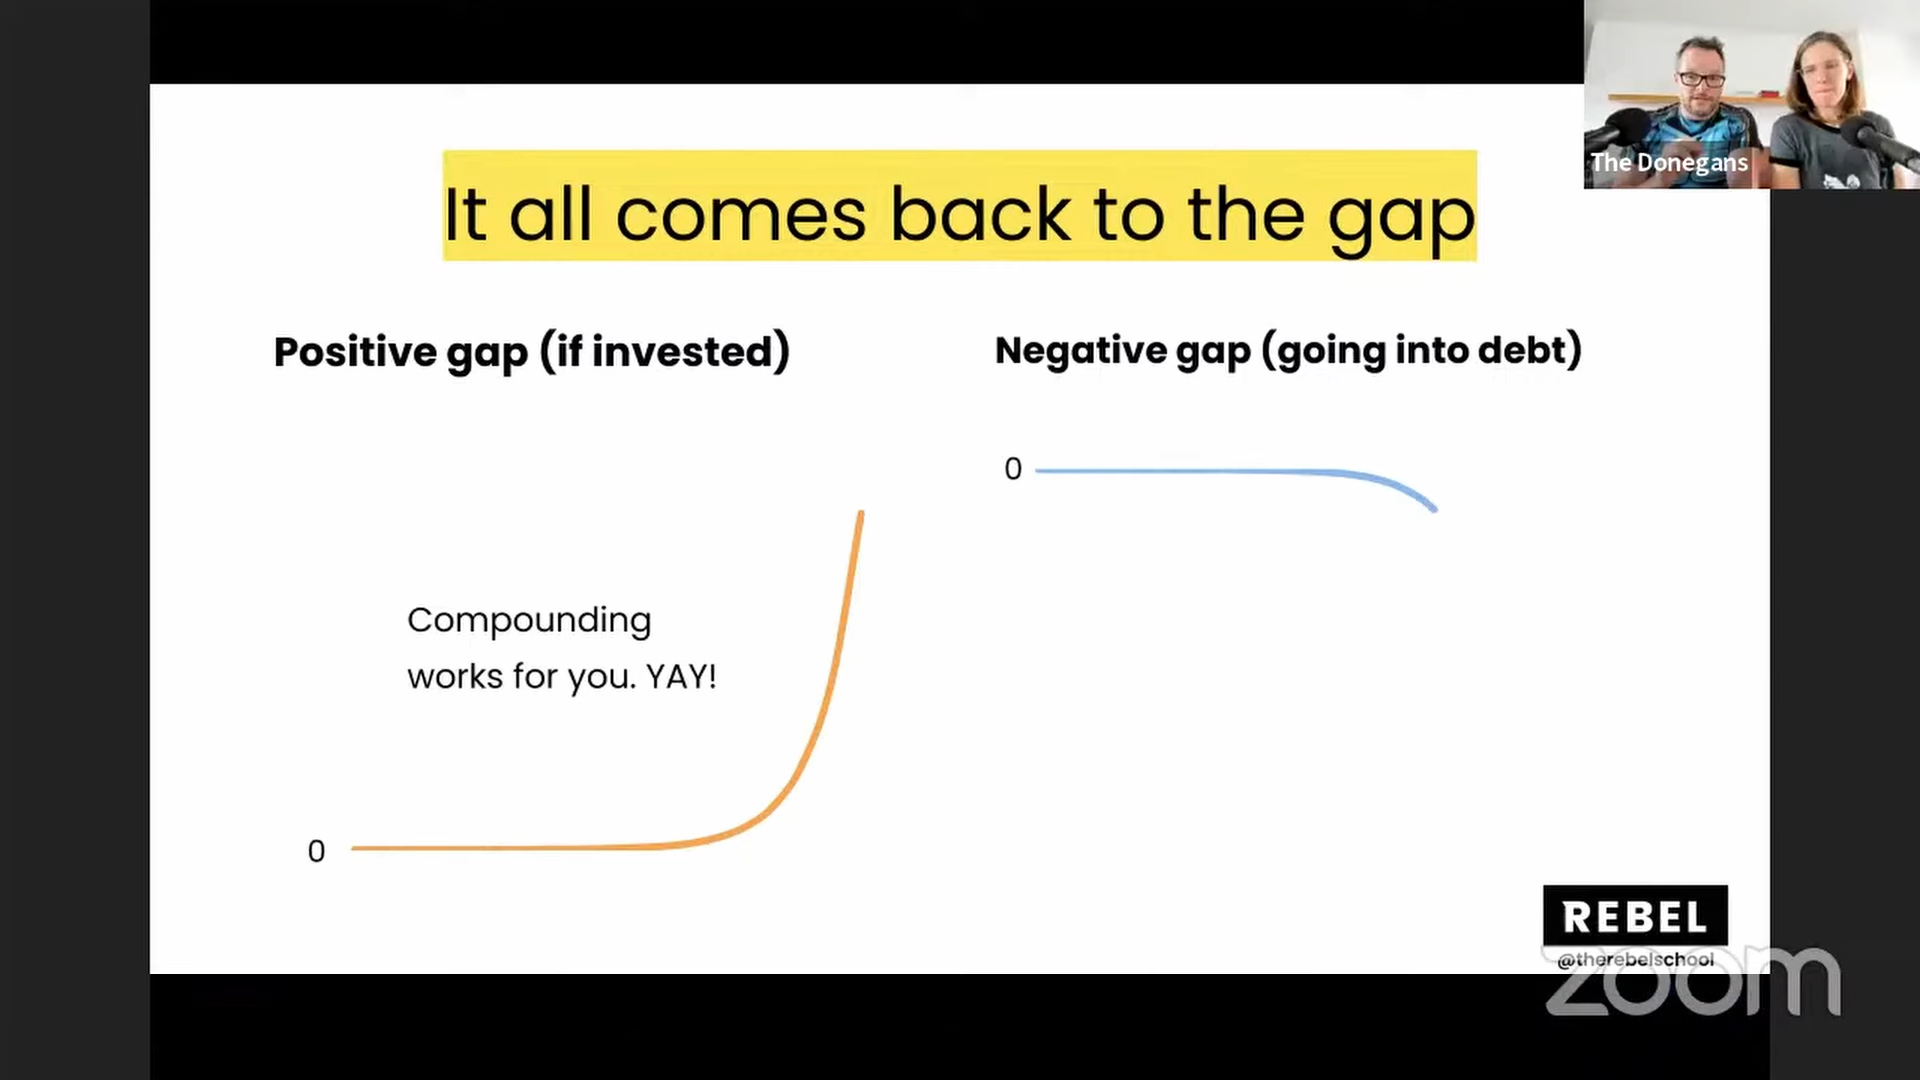 The Donegans
It all comes back to the gap
Positive gap (if invested)
Negative gap (going into debt)
0
Compounding
works for you. YAY!
0
REBEL
@therebelschool
zoom